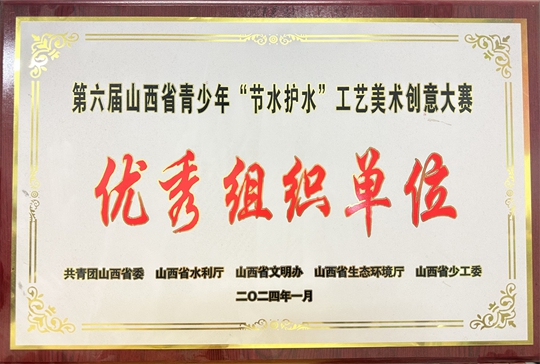 第六届山西省青少年“节水护水”工艺美术创意大赛
优秀组织单位
共青团山西省委 山西省水利厅 山西省文明办 山西省生态环境厅 山西省少工委
二〇二四年一月